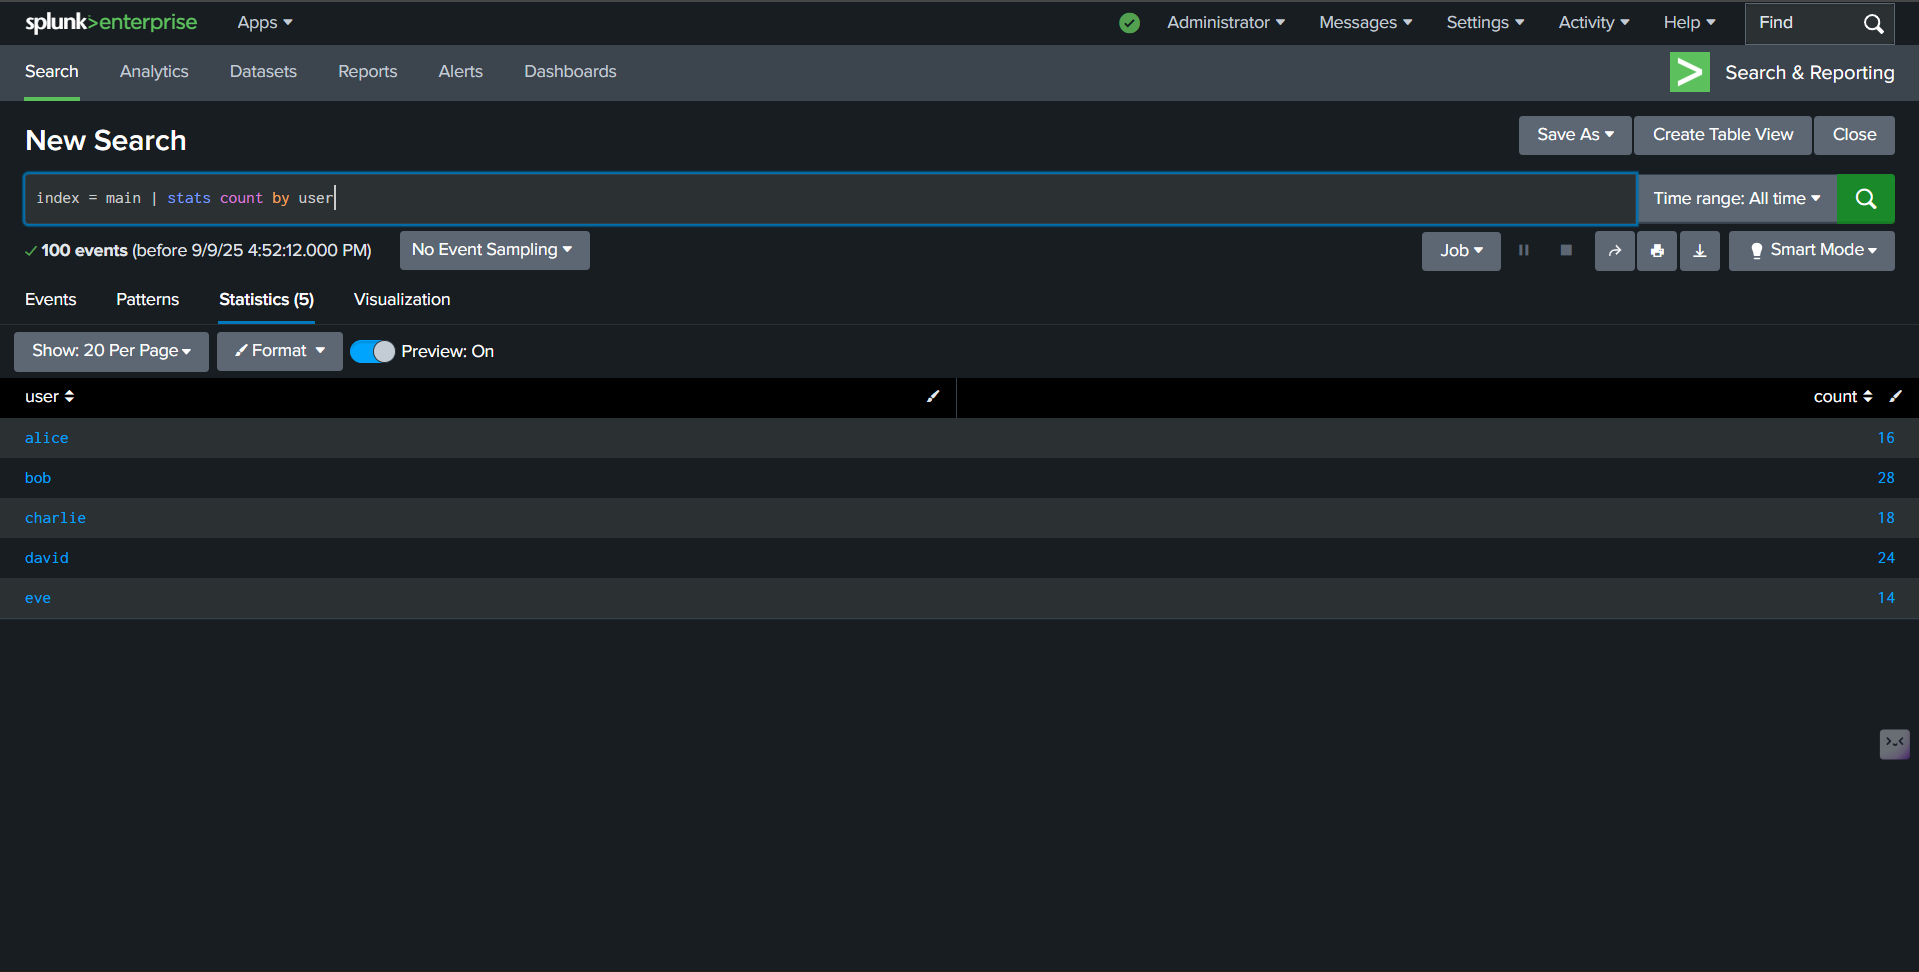 splunk>enterprise Apps Administrator Messages Settings Activity Help Find
Search Analytics Datasets Reports Alerts Dashboards Search & Reporting
New Search Save As Create Table View Close
index = main | stats count by user Time range: All time
100 events (before 9/9/25 4:52:12.000 PM) No Event Sampling Job Smart Mode
Events Patterns Statistics (5) Visualization
Show: 20 Per Page Format Preview: On
user count
alice 16
bob 28
charlie 18
david 24
eve 14